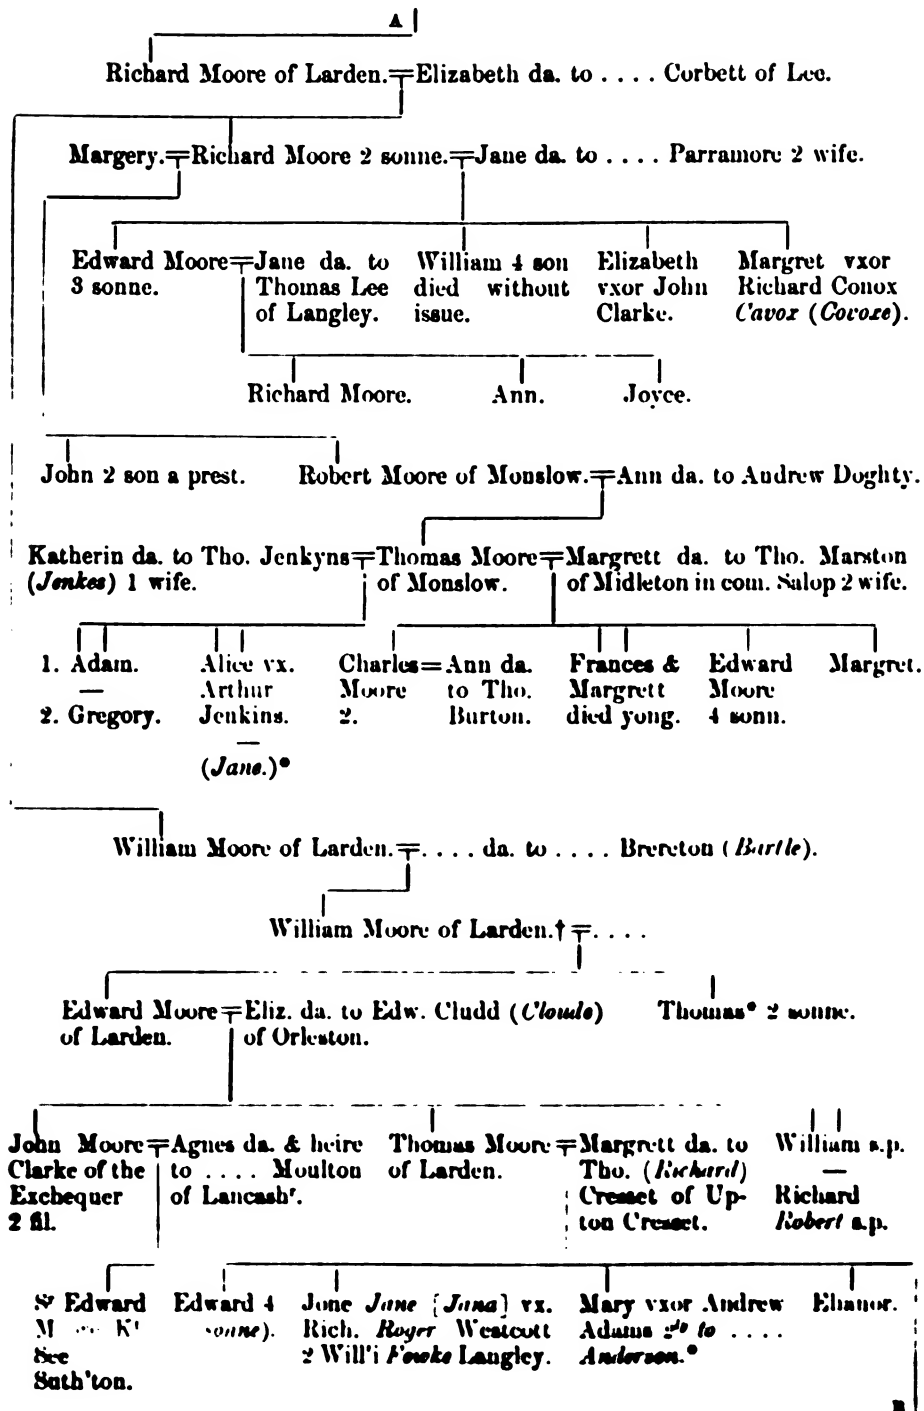 A
Richard Moore of Larden.=Elizabeth da. to .... Corbett of Lee.
Margery.=Richard Moore 2 sonne.=Jane da. to .... Parramore 2 wife.
Edward Moore=Jane da. to William 4 son Elizabeth Margret vxor
3 sonne. Thomas Lee died without vxor John Richard Conox
of Langley. issue. Clarke. Cavox (Covoxe).
Richard Moore. Ann. Joyce.
John 2 son a prest. Robert Moore of Monslow.=Ann da. to Andrew Doghty.
Katherin da. to Tho. Jenkyns=Thomas Moore=Margrett da. to Tho. Marston
(Jenkes) 1 wife. of Monslow. of Midleton in com. Salop 2 wife.
1. Adam. Alice vx. Charles=Ann da. Frances & Edward Margret.
— Arthur Moore to Tho. Margrett Moore
2. Gregory. Jenkins. 2. Burton. died yong. 4 sonn.
—
(Jane.)*
William Moore of Larden.=.... da. to .... Brereton (Bartle).
William Moore of Larden.†=....
Edward Moore=Eliz. da. to Edw. Cludd (Cloude) Thomas* 2 sonne.
of Larden. of Orleston.
John Moore=Agnes da. & heire Thomas Moore=Margrett da. to William s.p.
Clarke of the to .... Moulton of Larden. Tho. (Richard) —
Exchequer of Lancashr. Cresset of Up- Richard
2 fil. ton Cresset. Robert s.p.
Sr Edward Edward 4 Jone Jane [Jana] vx. Mary vxor Andrew Elianor.
Kt sonne). Rich. Roger Westcott Adams 2do to ....
See 2 Will'i Fowke Langley. Anderson.*
Suth'ton.
B